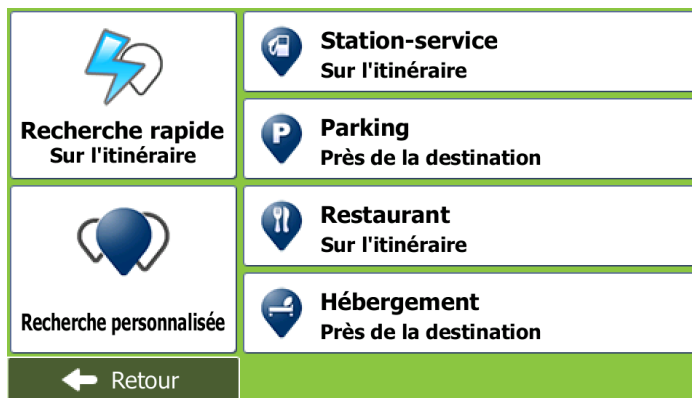 Recherche rapide
Sur l'itinéraire
Recherche personnalisée
Station-service
Sur l'itinéraire
P
Parking
Près de la destination
Restaurant
Sur l'itinéraire
Hébergement
Près de la destination
Retour